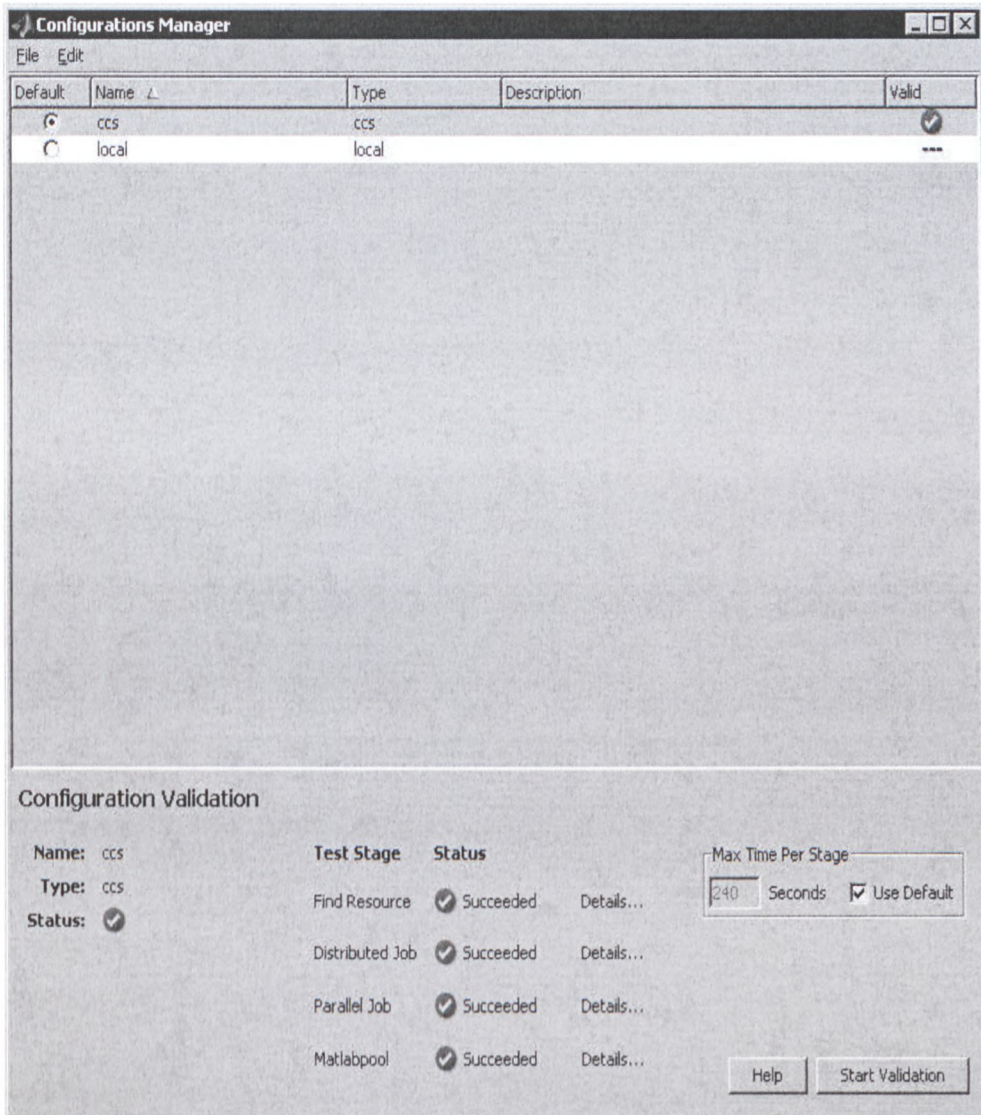 Configurations Manager
File Edit
Default Name Type Description Valid
ccs ccs
local local ---
Configuration Validation
Name: ccs
Type: ccs
Status:
Test Stage Status
Find Resource Succeeded Details...
Distributed Job Succeeded Details...
Parallel Job Succeeded Details...
Matlabpool Succeeded Details...
Max Time Per Stage
240 Seconds Use Default
Help Start Validation